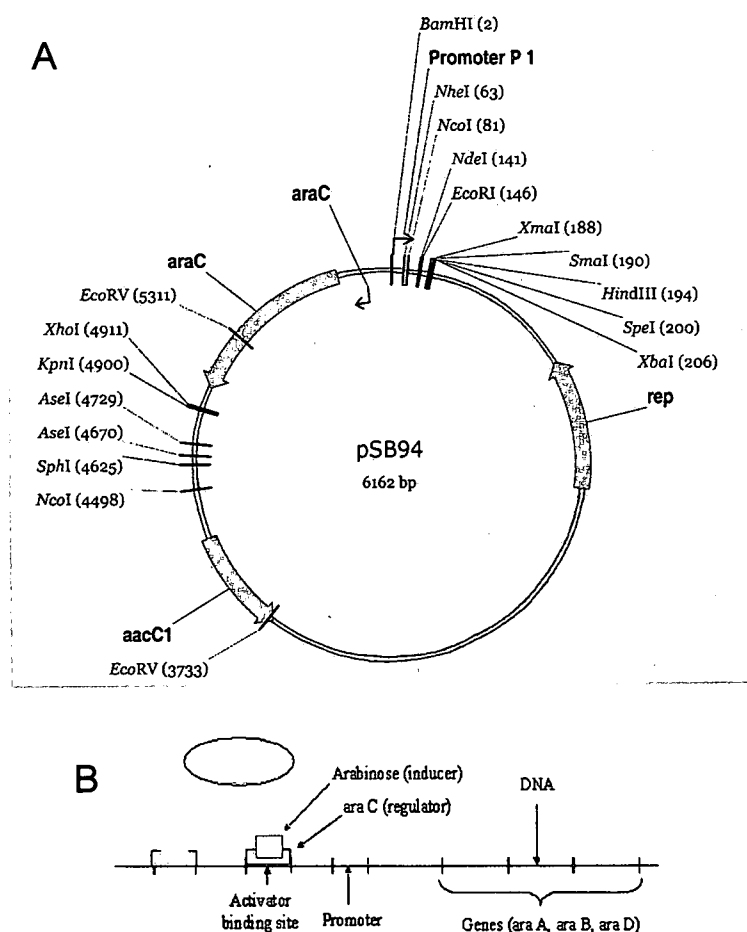 A
BamHI (2)
Promoter P 1
NheI (63)
NcoI (81)
NdeI (141)
EcoRI (146)
XmaI (188)
SmaI (190)
HindIII (194)
SpeI (200)
XbaI (206)
rep
araC
araC
EcoRV (5311)
XhoI (4911)
KpnI (4900)
AseI (4729)
AseI (4670)
SphI (4625)
NcoI (4498)
pSB94
6162 bp
aacC1
EcoRV (3733)
B
Arabinose (inducer)
ara C (regulator)
DNA
Activator
binding site
Promoter
Genes (ara A, ara B, ara D)